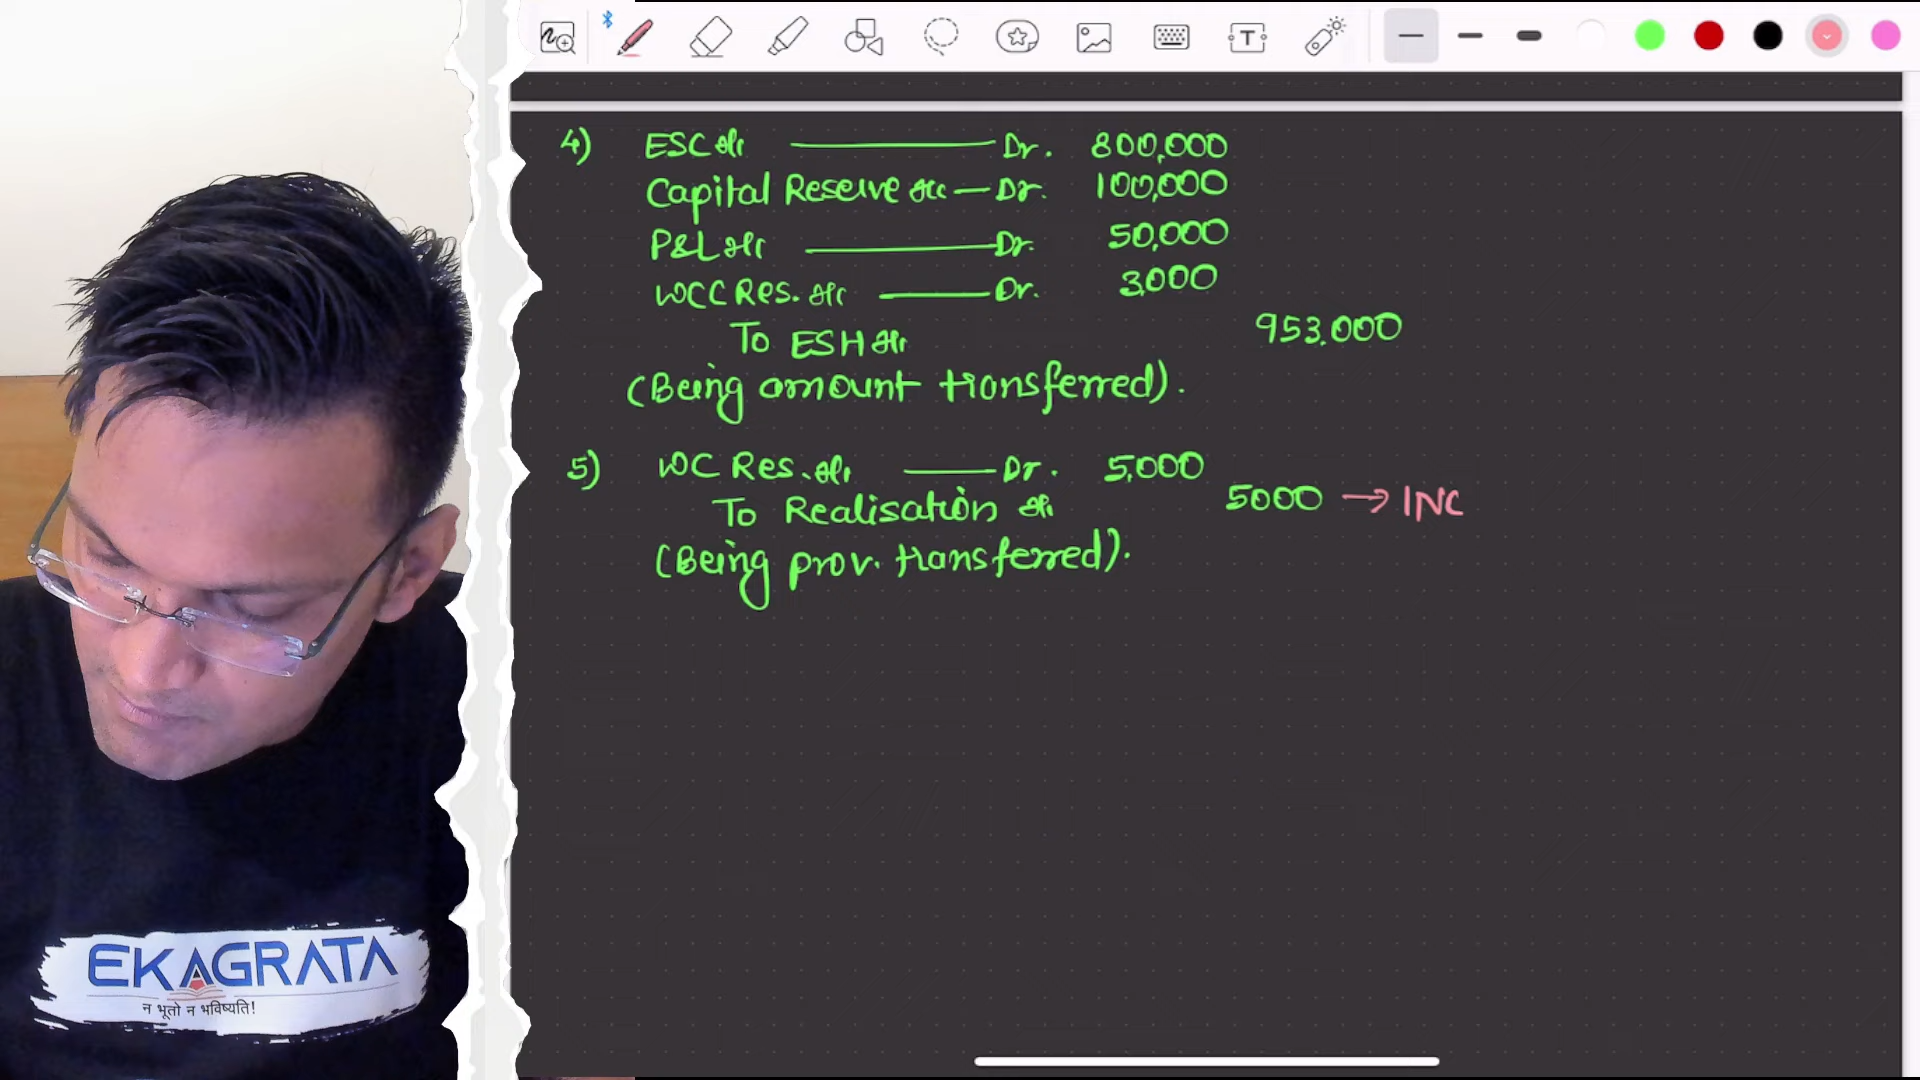 4) ESC A/c ———— Dr. 800,000
Capital Reserve A/c — Dr. 100,000
P&L A/c ———— Dr. 50,000
WCC Res. A/c ——— Dr. 3,000
To ESH A/c 953,000
(Being amount transferred).
5) WC Res. A/c ——— Dr. 5,000
To Realisation A/c 5000 → INC
(Being prov. transferred).
EKAGRATA
न भूतो न भविष्यति!